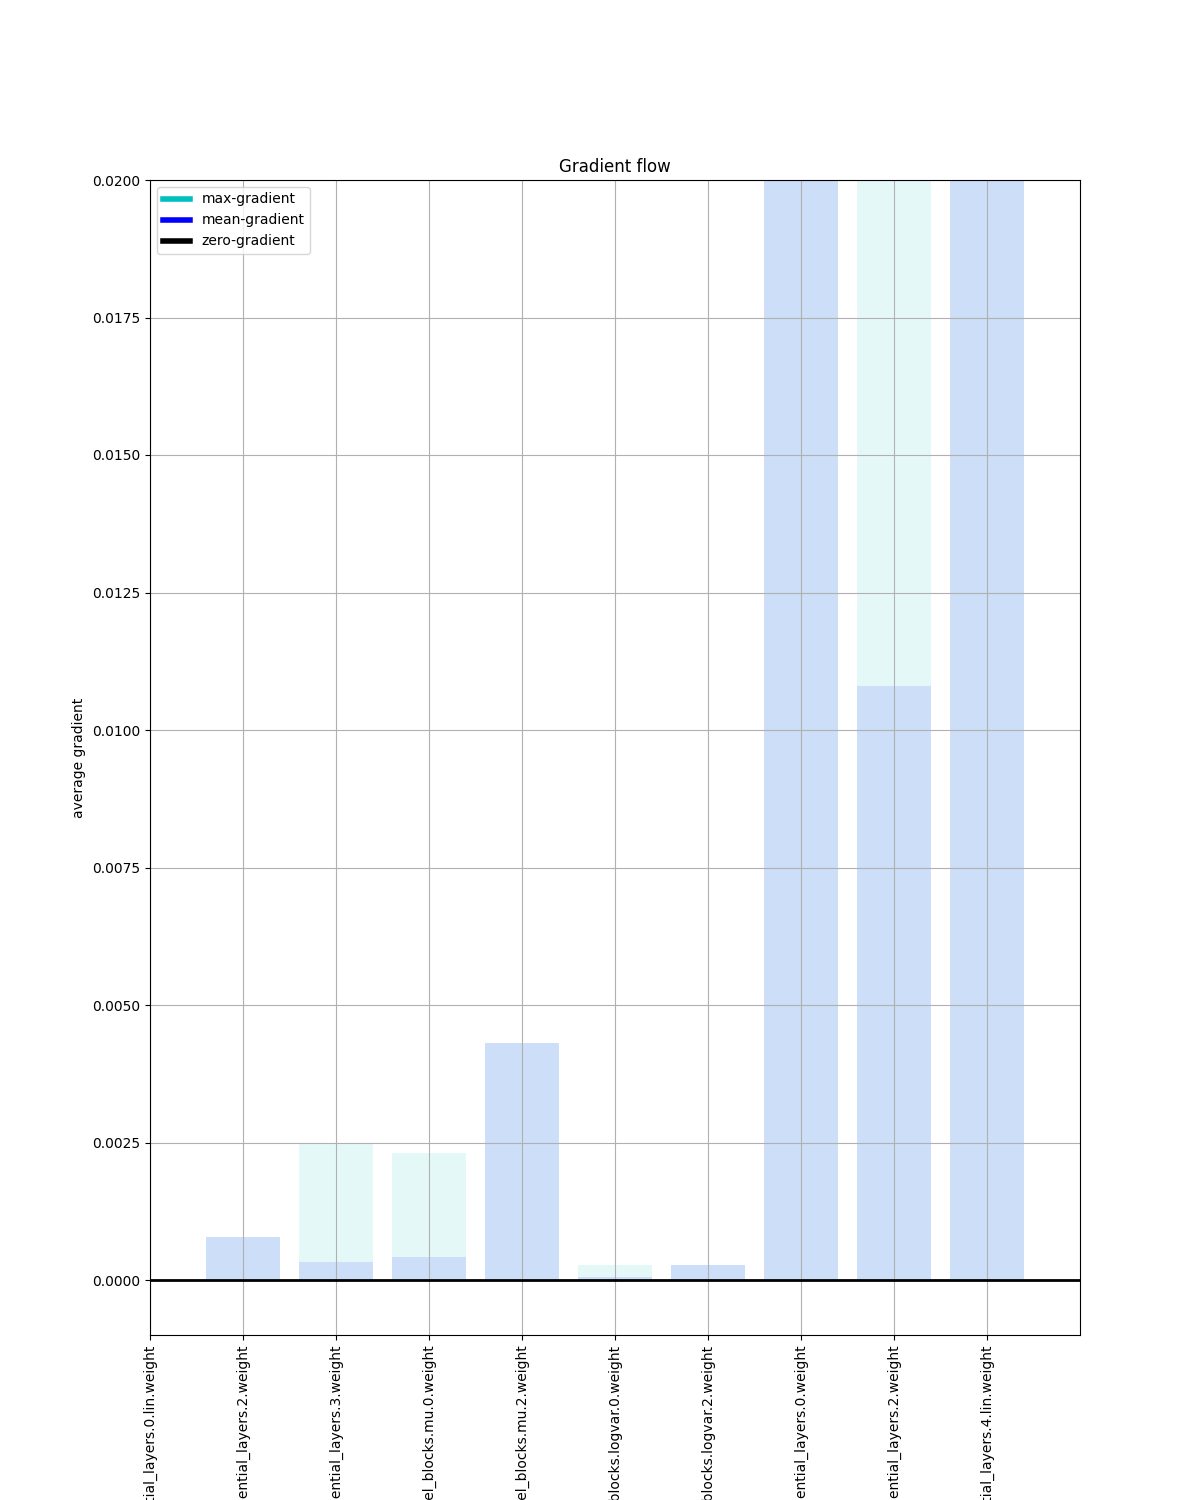 Gradient flow
max-gradient
mean-gradient
zero-gradient
0.0200
0.0175
0.0150
0.0125
0.0100
0.0075
0.0050
0.0025
0.0000
average gradient
tial_layers.0.lin.weight
ential_layers.2.weight
ential_layers.3.weight
el_blocks.mu.0.weight
el_blocks.mu.2.weight
blocks.logvar.0.weight
blocks.logvar.2.weight
ential_layers.0.weight
ential_layers.2.weight
tial_layers.4.lin.weight